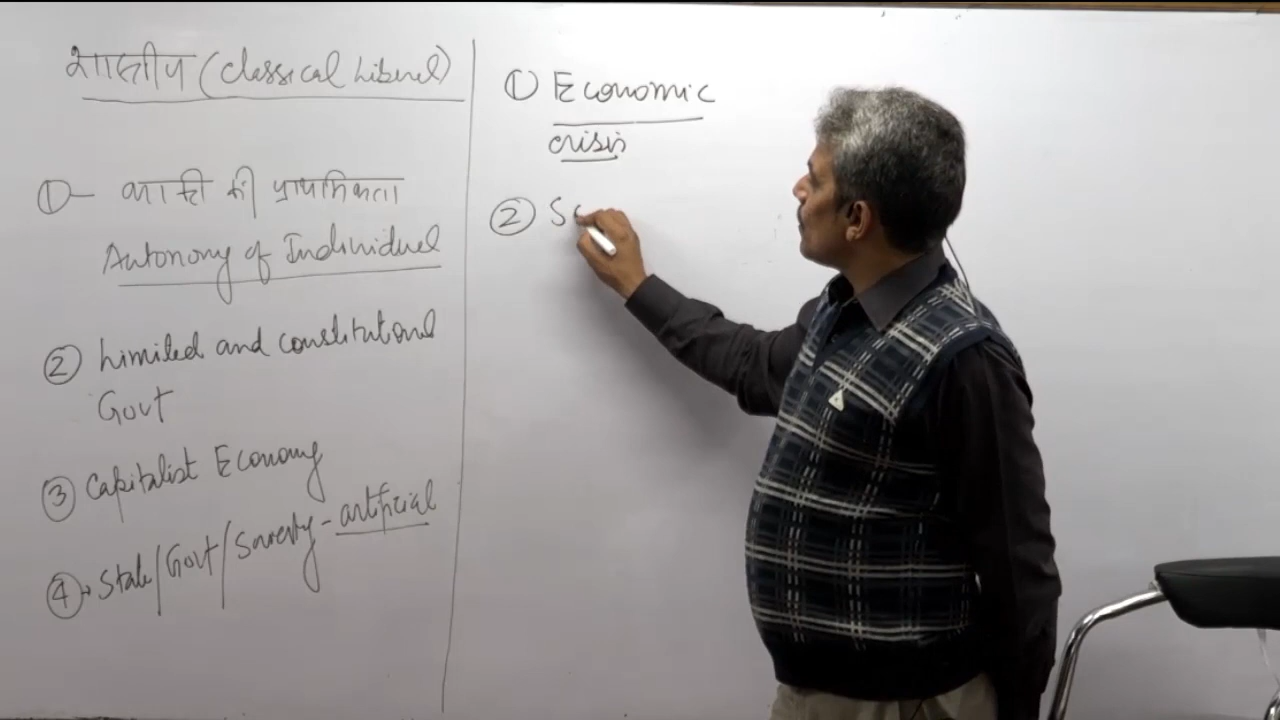 शास्त्रीय (Classical Liberal)
①- व्यक्ति की प्राथमिकता
Autonomy of Individual
② Limited and constitutional
Govt
③ Capitalist Economy
④ • State/Govt/Society - artificial
① Economic
crisis
② S